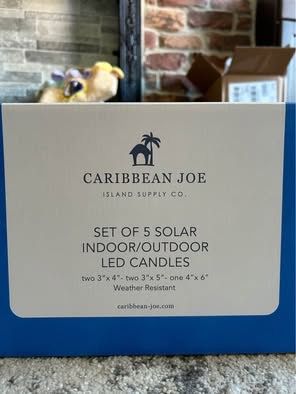 CARIBBEAN JOE
ISLAND SUPPLY CO.
SET OF 5 SOLAR
INDOOR/OUTDOOR
LED CANDLES
two 3"x 4"- two 3"x 5"- one 4"x 6"
Weather Resistant
caribbean-joe.com